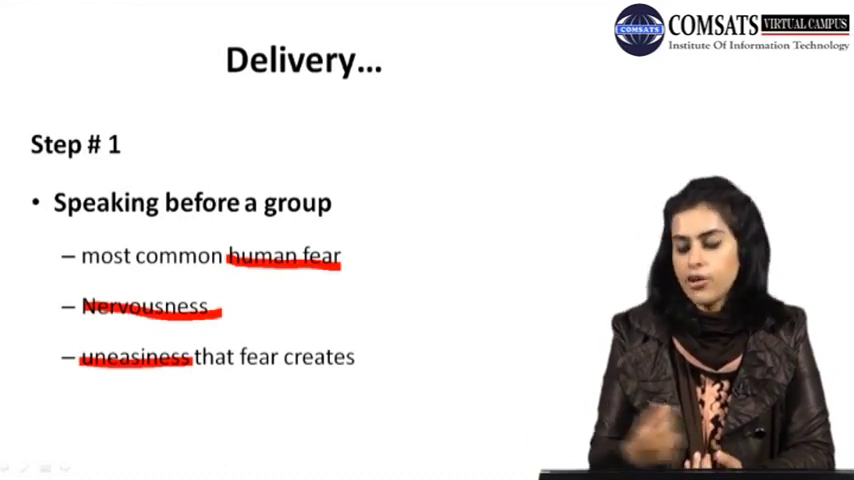 COMSATS VIRTUAL CAMPUS
COMSATS
Institute Of Information Technology
Delivery...
Step # 1
• Speaking before a group
– most common human fear
– Nervousness
– uneasiness that fear creates